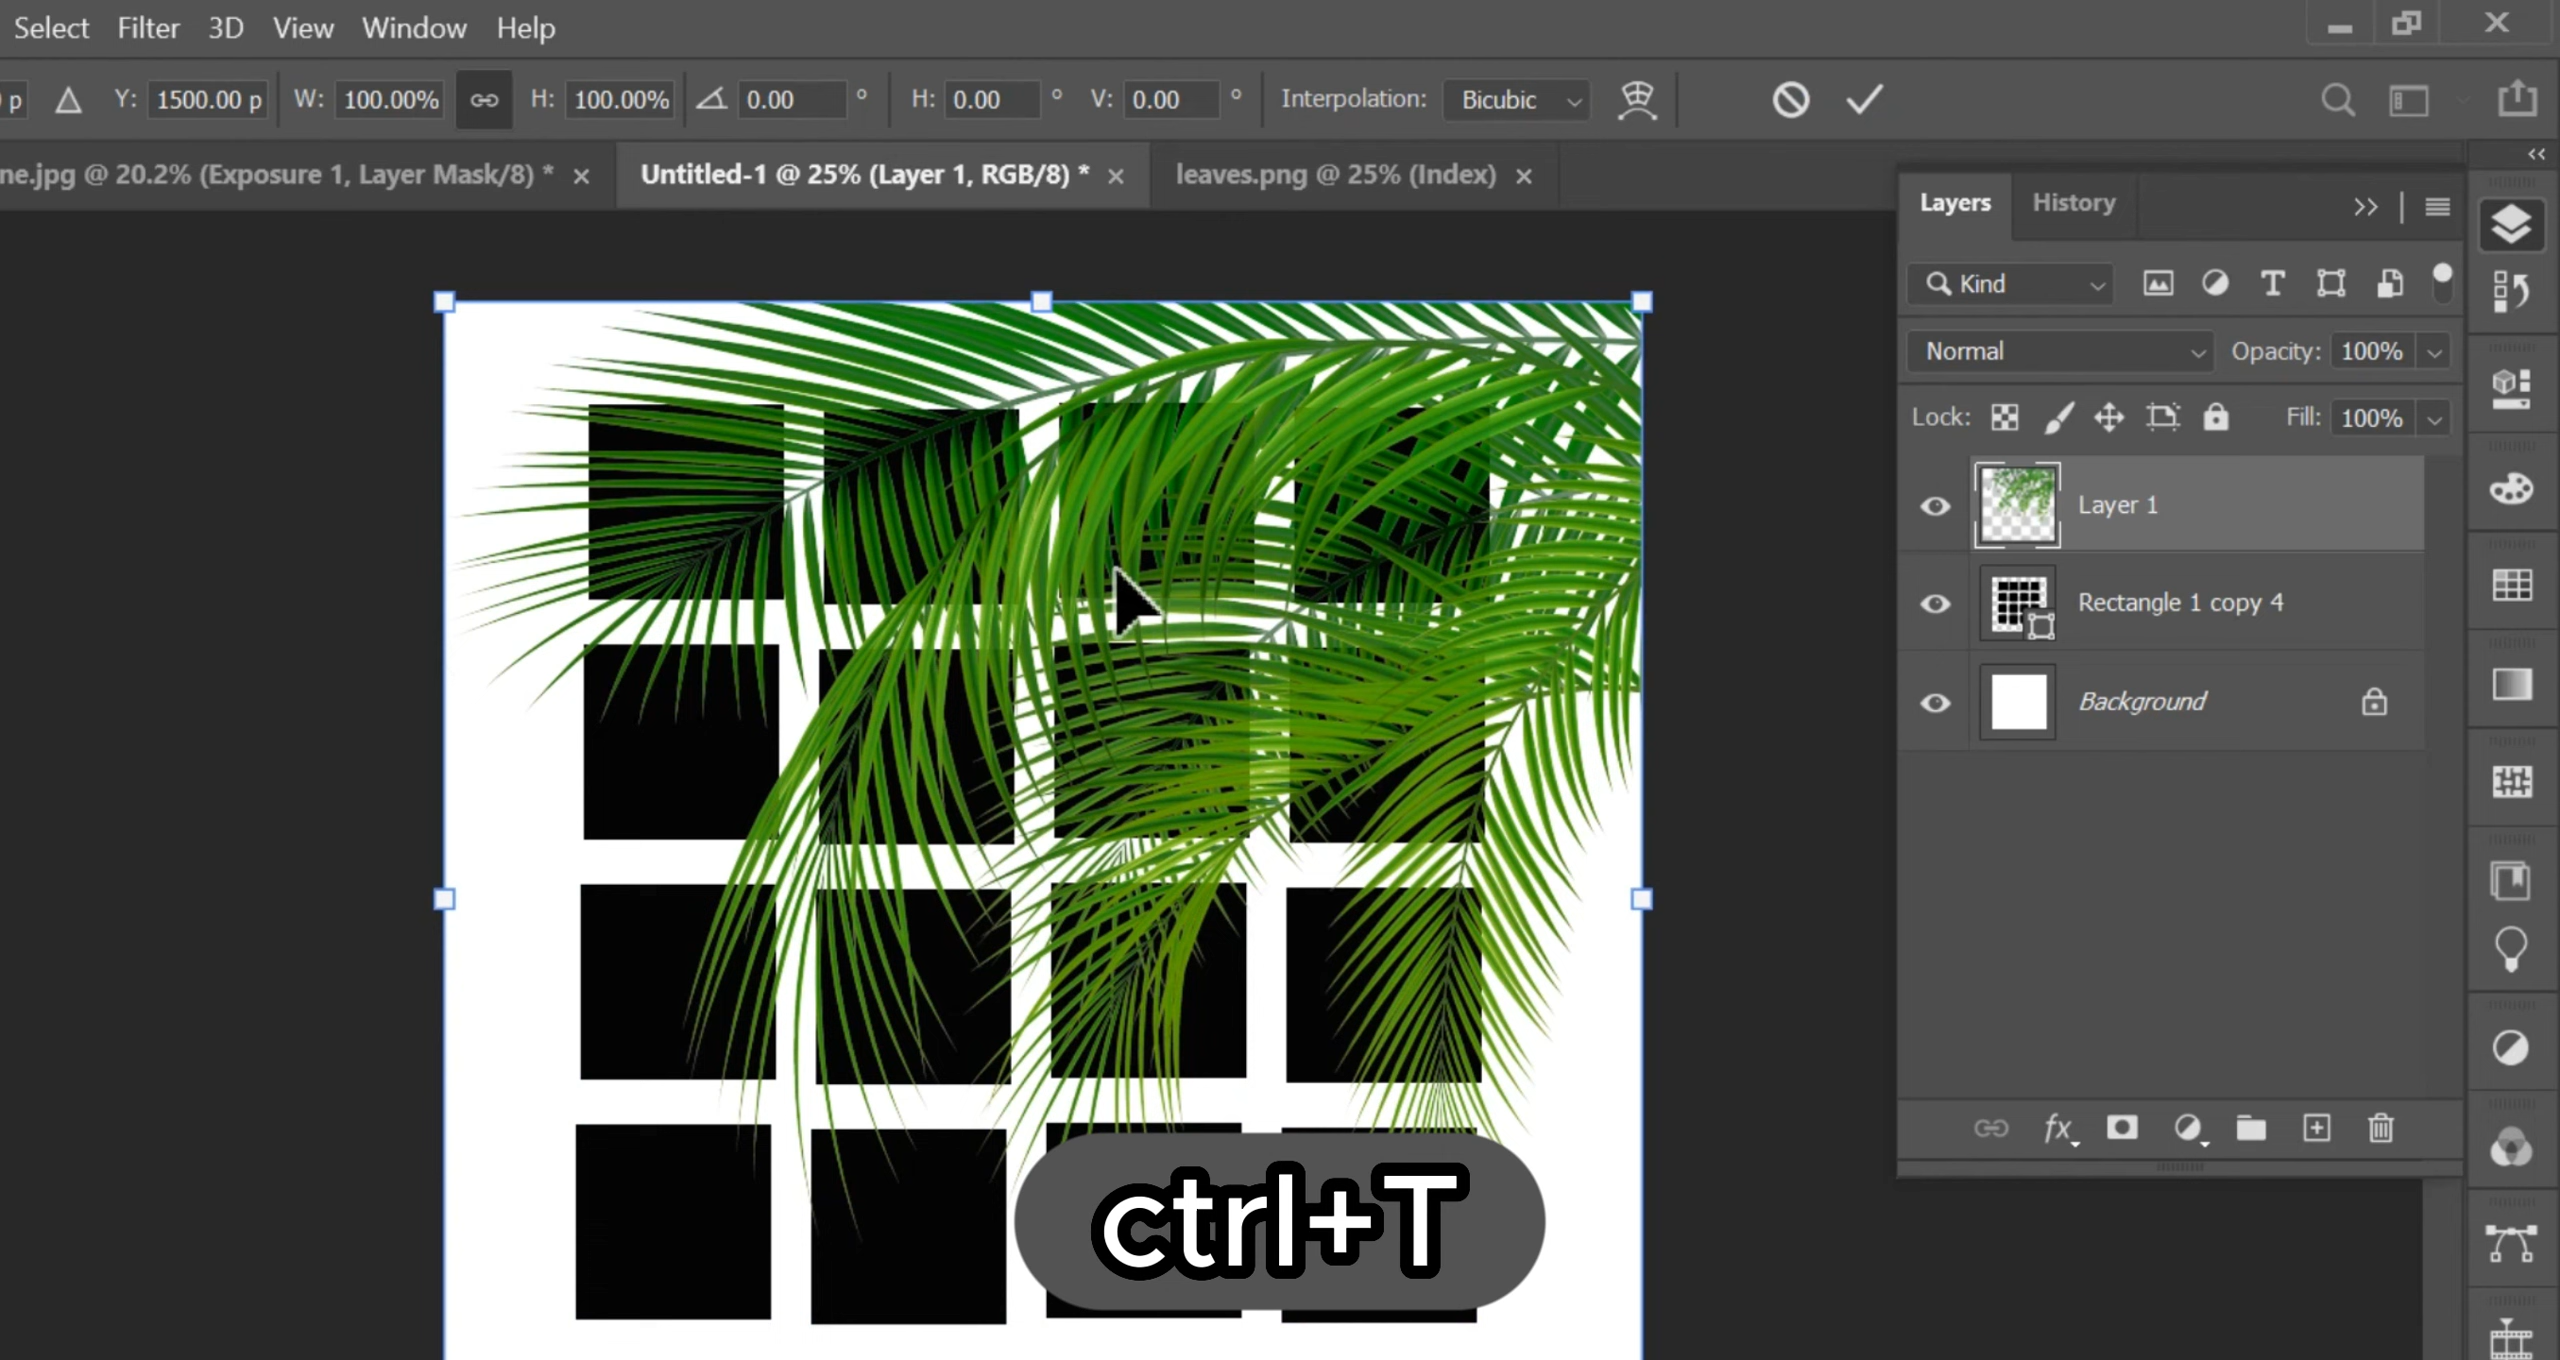 Select Filter 3D View Window Help
p Y: 1500.00 p W: 100.00% H: 100.00% 0.00 ° H: 0.00 ° V: 0.00 ° Interpolation: Bicubic
ne.jpg @ 20.2% (Exposure 1, Layer Mask/8) * × Untitled-1 @ 25% (Layer 1, RGB/8) * × leaves.png @ 25% (Index) ×
Layers History
Kind
Normal Opacity: 100%
Lock: Fill: 100%
Layer 1
Rectangle 1 copy 4
Background
fx
ctrl+T